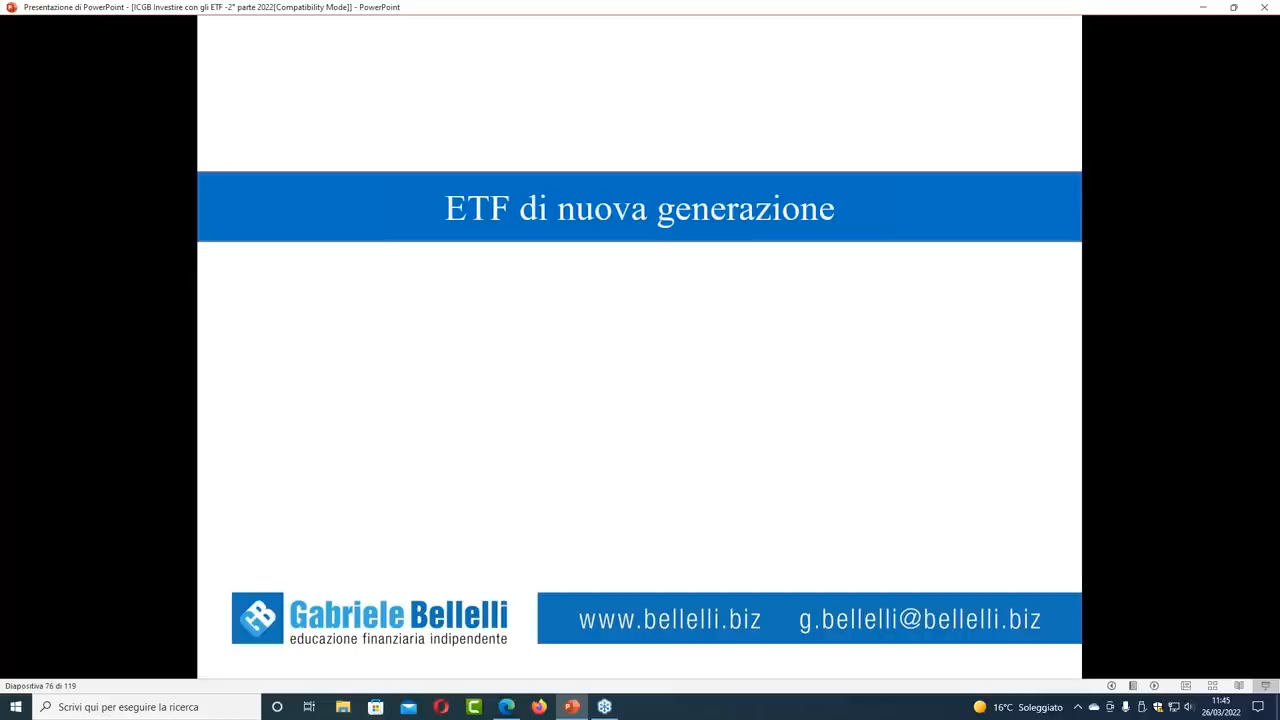 Presentazione di PowerPoint - [ICGB Investire con gli ETF -2° parte 2022[Compatibility Mode]] - PowerPoint
ETF di nuova generazione
Gabriele Bellelli
educazione finanziaria indipendente
www.bellelli.biz g.bellelli@bellelli.biz
Diapositiva 76 di 119
Scrivi qui per eseguire la ricerca
16°C Soleggiato
11:45
26/03/2022